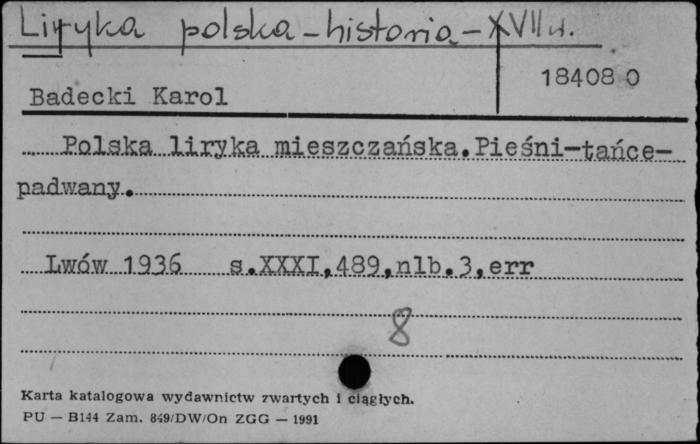 Liryka polska - historia - XVII w.
18408 0
Badecki Karol
Polska liryka mieszczańska.Pieśni-tańce-
padwany.
Lwów 1936 s.XXXI,489,nlb.3,err
8
Karta katalogowa wydawnictw zwartych i ciągłych.
PU — B144 Zam. 849/DW/On ZGG — 1991